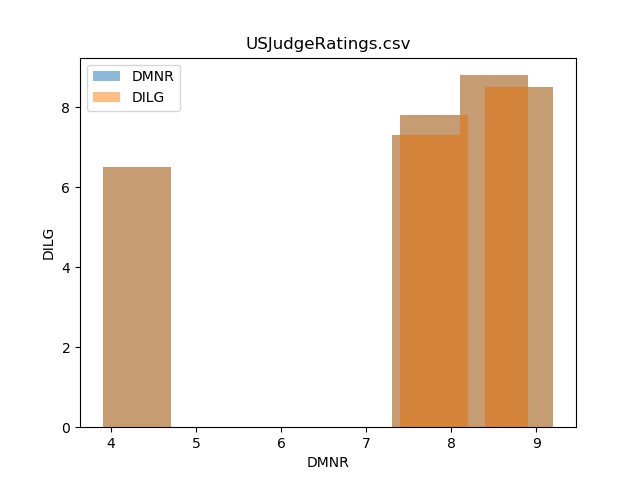 USJudgeRatings.csv
DMNR
DILG
8
6
4
2
0
DILG
4 5 6 7 8 9
DMNR